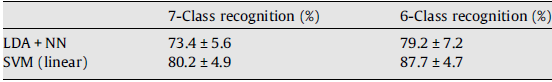 7-Class recognition (%) 6-Class recognition (%)
LDA + NN 73.4 ± 5.6 79.2 ± 7.2
SVM (linear) 80.2 ± 4.9 87.7 ± 4.7